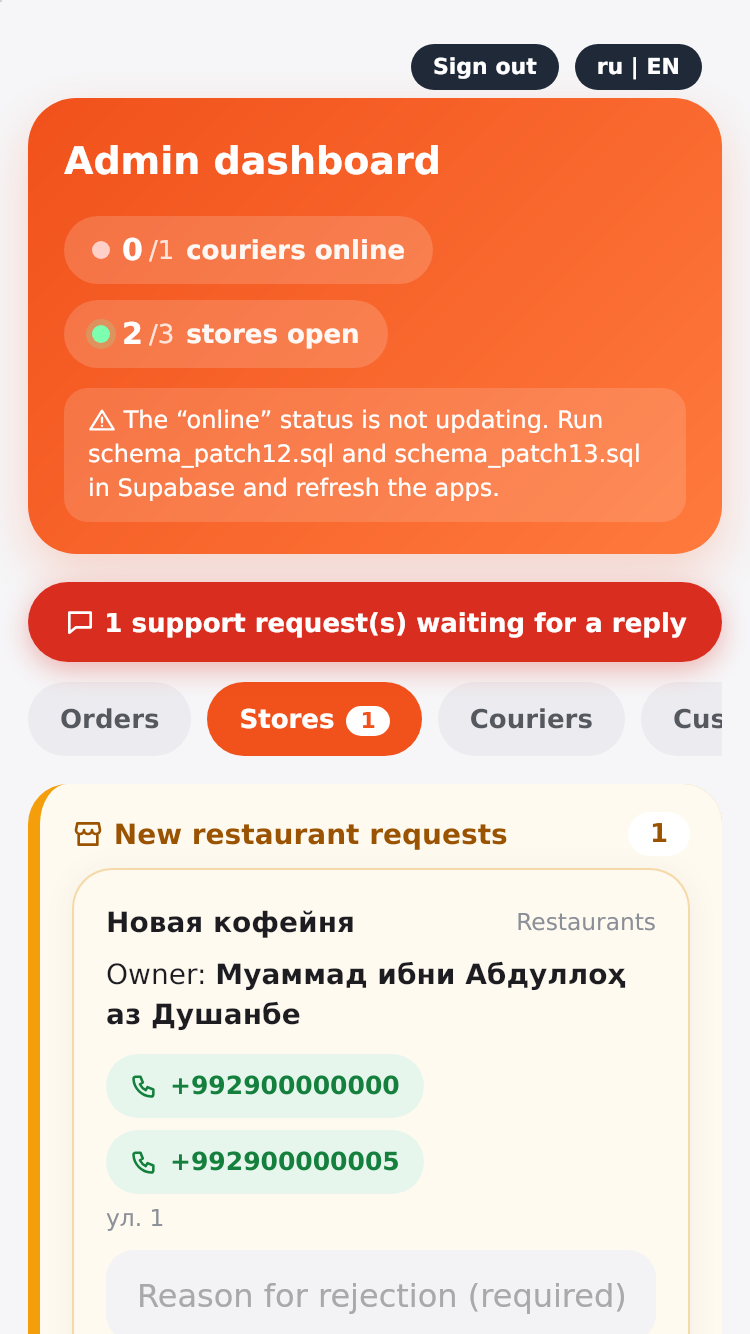 Sign out
ru | EN
Admin dashboard
0 /1 couriers online
2 /3 stores open
The “online” status is not updating. Run
schema_patch12.sql and schema_patch13.sql
in Supabase and refresh the apps.
1 support request(s) waiting for a reply
Orders
Stores 1
Couriers
Cus
New restaurant requests
1
Новая кофейня
Restaurants
Owner: Муаммад ибни Абдуллоҳ
аз Душанбе
+992900000000
+992900000005
ул. 1
Reason for rejection (required)